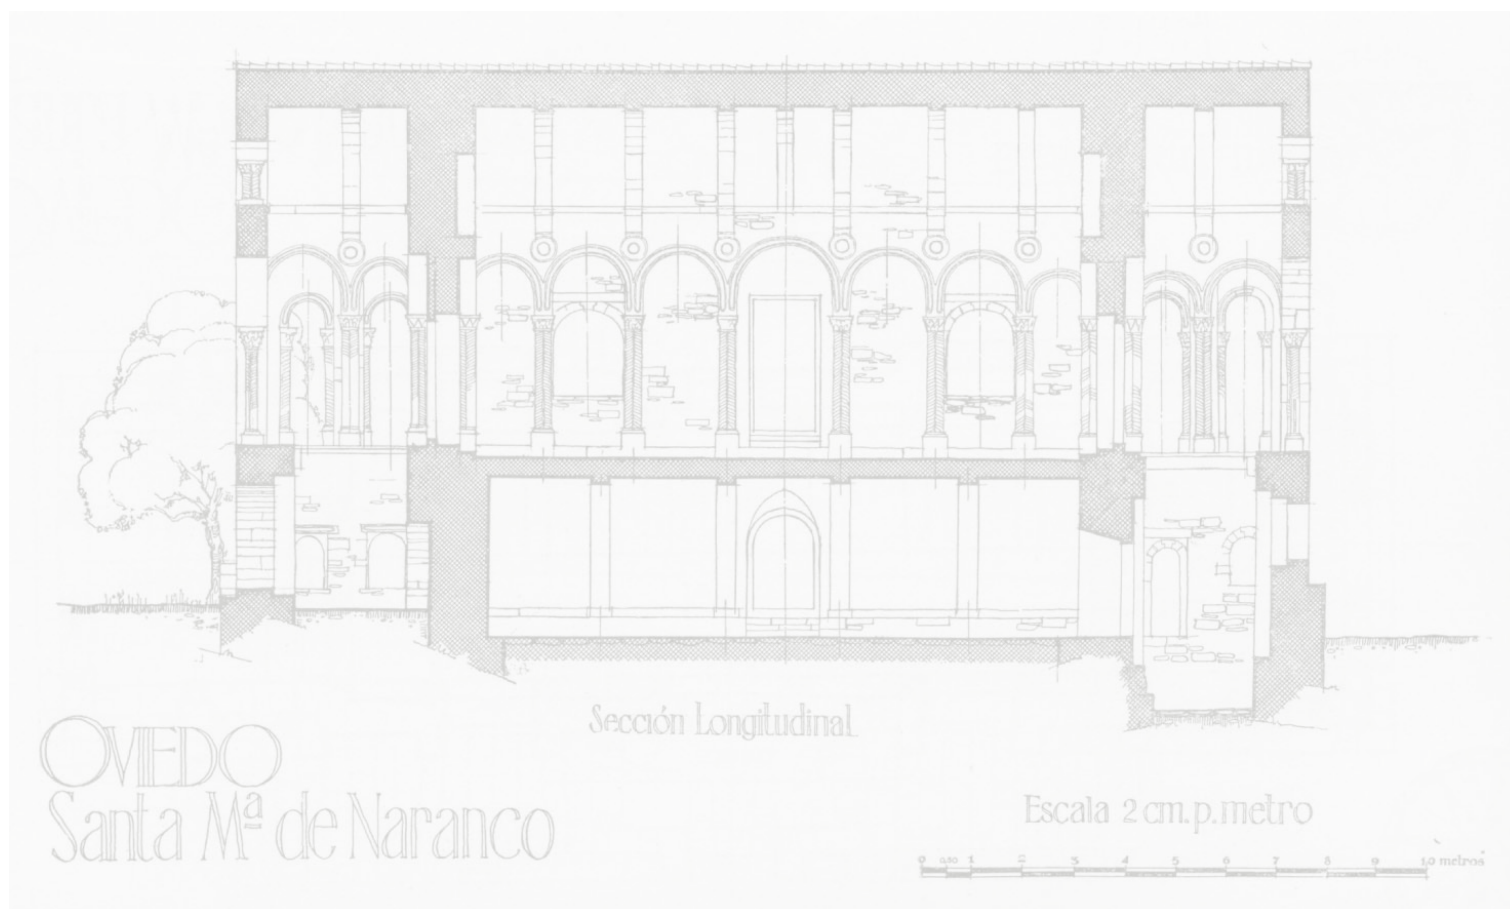 Sección Longitudinal
OVIEDO
Santa Mª de Naranco
Escala 2 cm. p. metro
0 0,50 1 2 3 4 5 6 7 8 9 10 metros